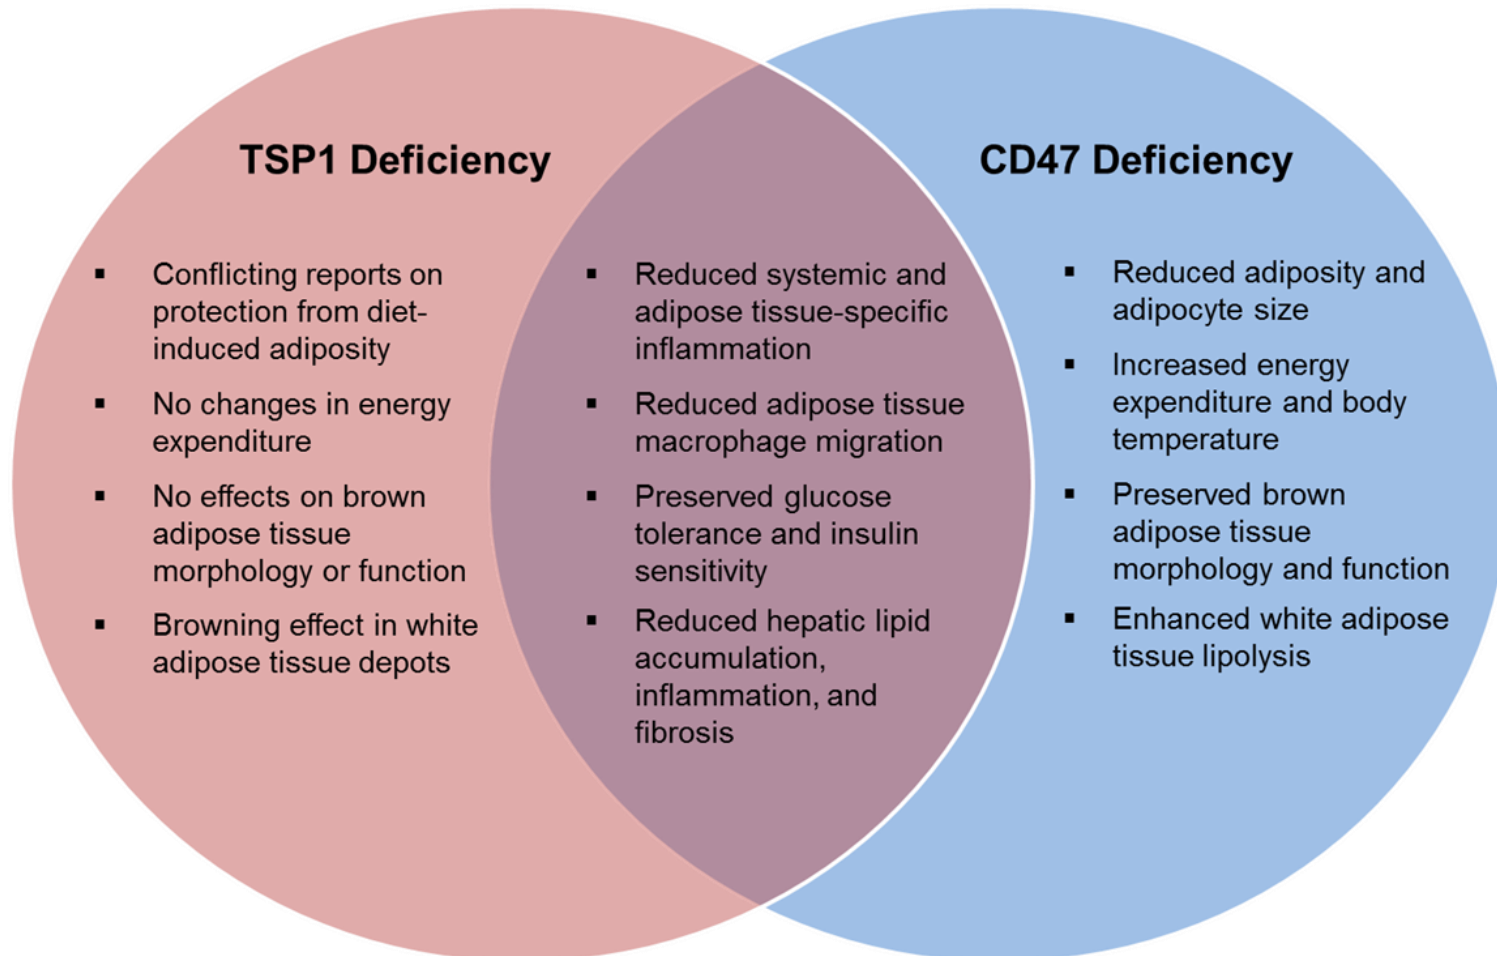 TSP1 Deficiency
▪ Conflicting reports on
protection from diet-
induced adiposity
▪ No changes in energy
expenditure
▪ No effects on brown
adipose tissue
morphology or function
▪ Browning effect in white
adipose tissue depots
▪ Reduced systemic and
adipose tissue-specific
inflammation
▪ Reduced adipose tissue
macrophage migration
▪ Preserved glucose
tolerance and insulin
sensitivity
▪ Reduced hepatic lipid
accumulation,
inflammation, and
fibrosis
CD47 Deficiency
▪ Reduced adiposity and
adipocyte size
▪ Increased energy
expenditure and body
temperature
▪ Preserved brown
adipose tissue
morphology and function
▪ Enhanced white adipose
tissue lipolysis